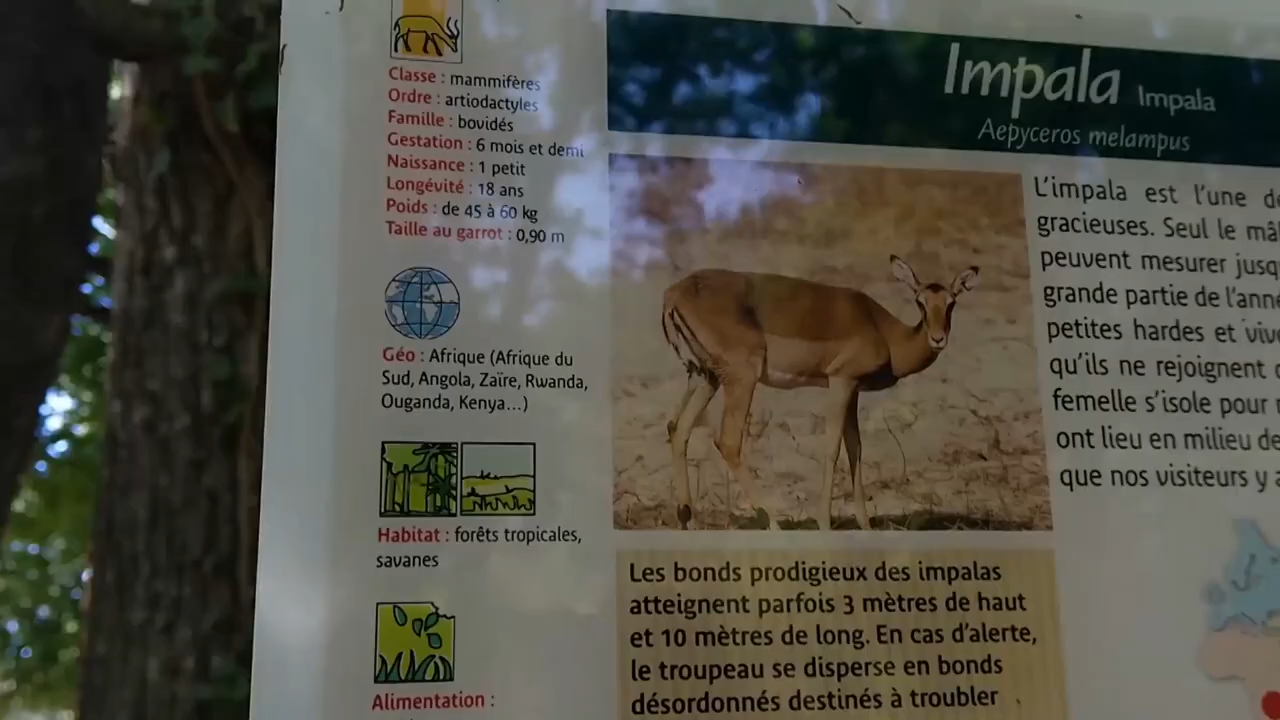 Classe : mammifères
Ordre : artiodactyles
Famille : bovidés
Gestation : 6 mois et demi
Naissance : 1 petit
Longévité : 18 ans
Poids : de 45 à 60 kg
Taille au garrot : 0,90 m
Géo : Afrique (Afrique du
Sud, Angola, Zaïre, Rwanda,
Ouganda, Kenya...)
Habitat : forêts tropicales,
savanes
Alimentation :
Impala Impala
Aepyceros melampus
Les bonds prodigieux des impalas
atteignent parfois 3 mètres de haut
et 10 mètres de long. En cas d'alerte,
le troupeau se disperse en bonds
désordonnés destinés à troubler
L'impala est l'une
gracieuses. Seul le
peuvent mesurer
grande partie de
petites hardes et
qu'ils ne rejoignent
femelle s'isole pour
ont lieu en milieu
que nos visiteurs y